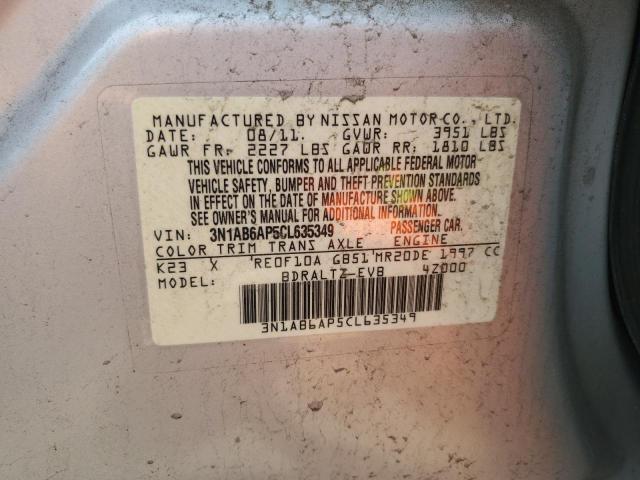 MANUFACTURED BY NISSAN MOTOR CO., LTD.
DATE: 08/11. GVWR: 3951 LBS
GAWR FR: 2227 LBS GAWR RR: 1810 LBS
THIS VEHICLE CONFORMS TO ALL APPLICABLE FEDERAL MOTOR
VEHICLE SAFETY, BUMPER AND THEFT PREVENTION STANDARDS
IN EFFECT ON THE DATE OF MANUFACTURE SHOWN ABOVE.
SEE OWNER'S MANUAL FOR ADDITIONAL INFORMATION.
VIN: 3N1AB6AP5CL635349 PASSENGER CAR.
COLOR TRIM TRANS AXLE ENGINE
K23 X 'RE0F10A GB51'MR20DE 1997 CC
MODEL: BDRALTZ-EVB 4Z000
3N1AB6AP5CL635349